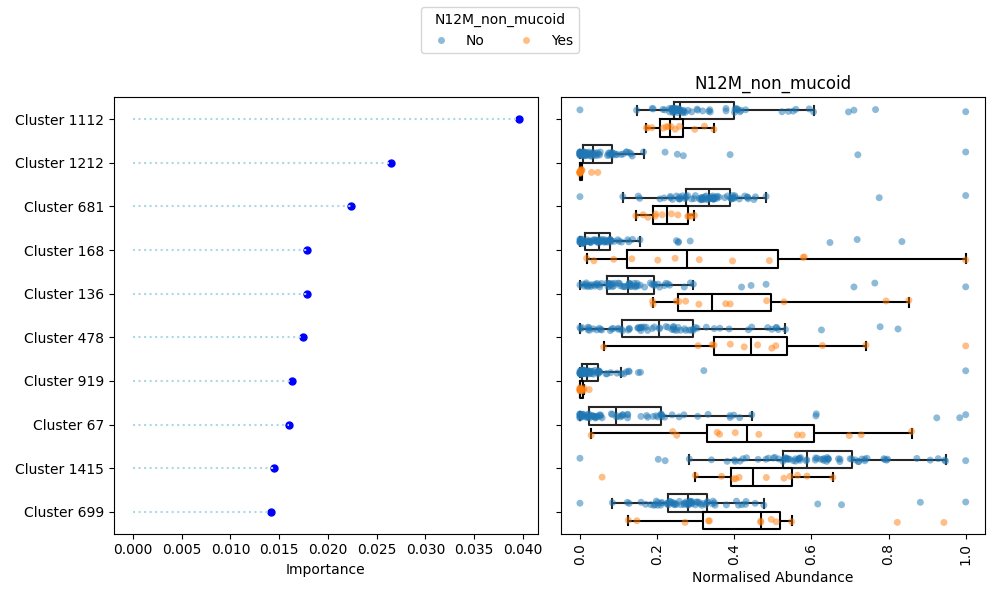 N12M_non_mucoid
No Yes
N12M_non_mucoid
Cluster 1112
Cluster 1212
Cluster 681
Cluster 168
Cluster 136
Cluster 478
Cluster 919
Cluster 67
Cluster 1415
Cluster 699
0.000 0.005 0.010 0.015 0.020 0.025 0.030 0.035 0.040
Importance
0.0 0.2 0.4 0.6 0.8 1.0
Normalised Abundance